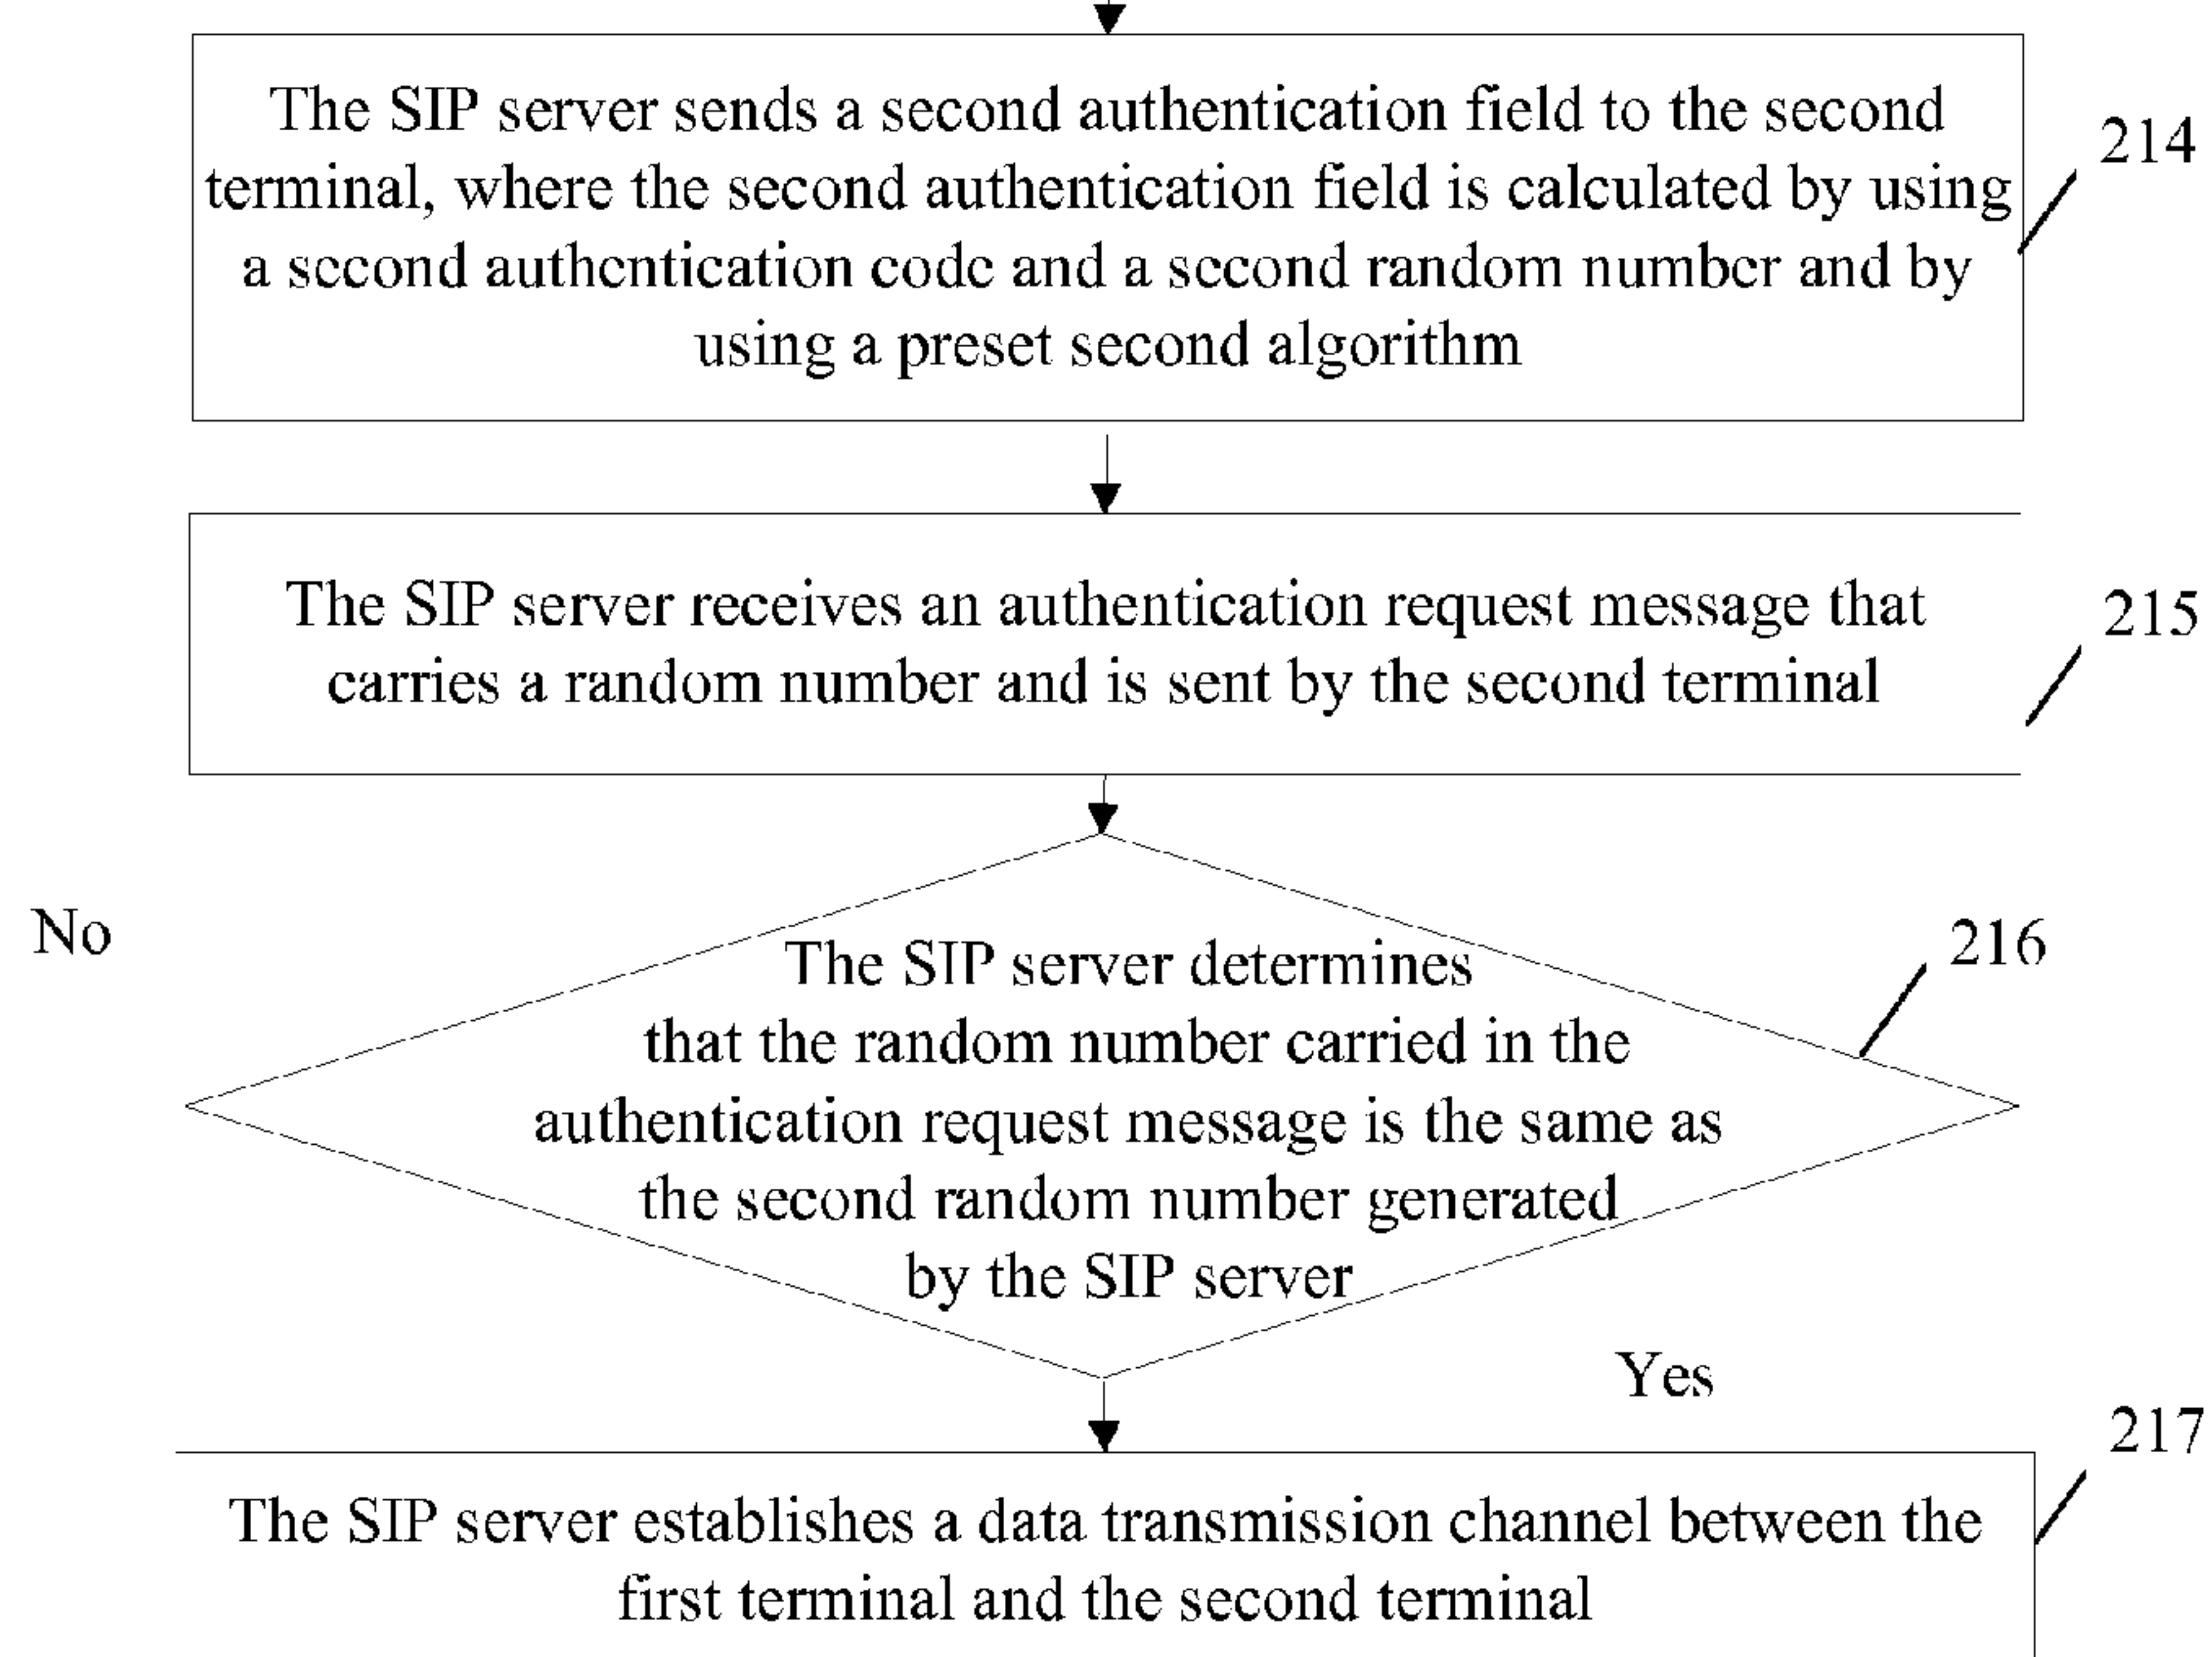 The SIP server sends a second authentication field to the second
terminal, where the second authentication field is calculated by using
a second authentication code and a second random number and by
using a preset second algorithm
214
The SIP server receives an authentication request message that
carries a random number and is sent by the second terminal
215
No
The SIP server determines
that the random number carried in the
authentication request message is the same as
the second random number generated
by the SIP server
216
Yes
The SIP server establishes a data transmission channel between the
first terminal and the second terminal
217